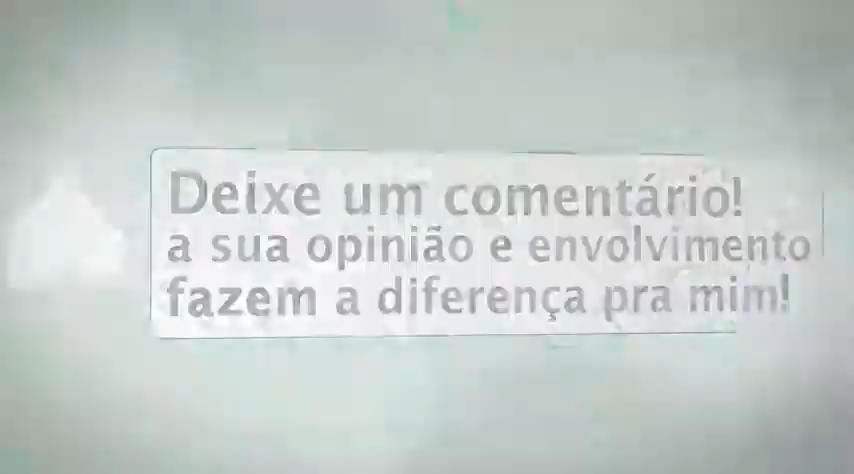 Deixe um comentário!
a sua opinião e envolvimento
fazem a diferença pra mim!